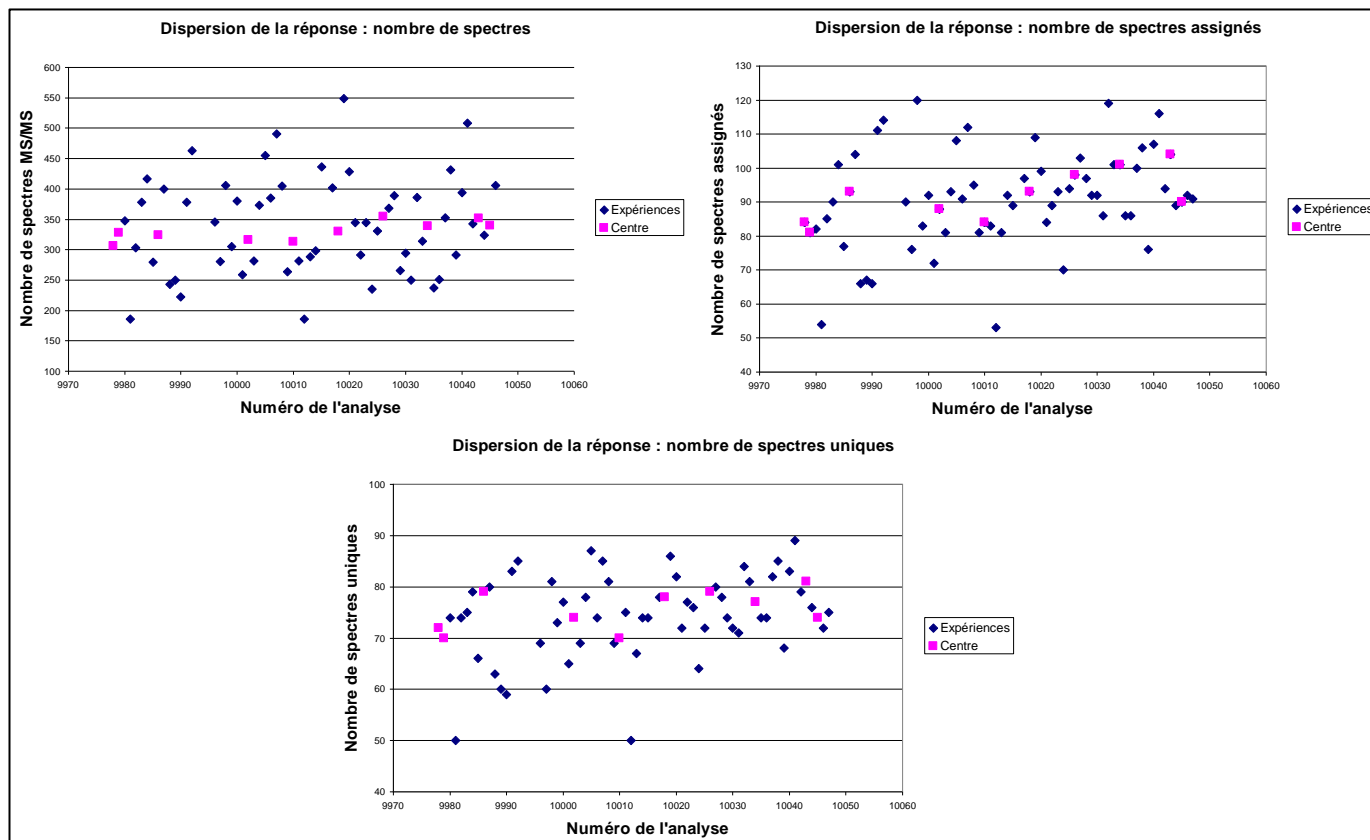 Dispersion de la réponse : nombre de spectres
Nombre de spectres MS/MS
600
550
500
450
400
350
300
250
200
150
100
9970 9980 9990 10000 10010 10020 10030 10040 10050 10060
Numéro de l'analyse
Expériences
Centre
Dispersion de la réponse : nombre de spectres assignés
Nombre de spectres assignés
130
120
110
100
90
80
70
60
50
40
9970 9980 9990 10000 10010 10020 10030 10040 10050 10060
Numéro de l'analyse
Expériences
Centre
Dispersion de la réponse : nombre de spectres uniques
Nombre de spectres uniques
100
90
80
70
60
50
40
9970 9980 9990 10000 10010 10020 10030 10040 10050 10060
Numéro de l'analyse
Expériences
Centre